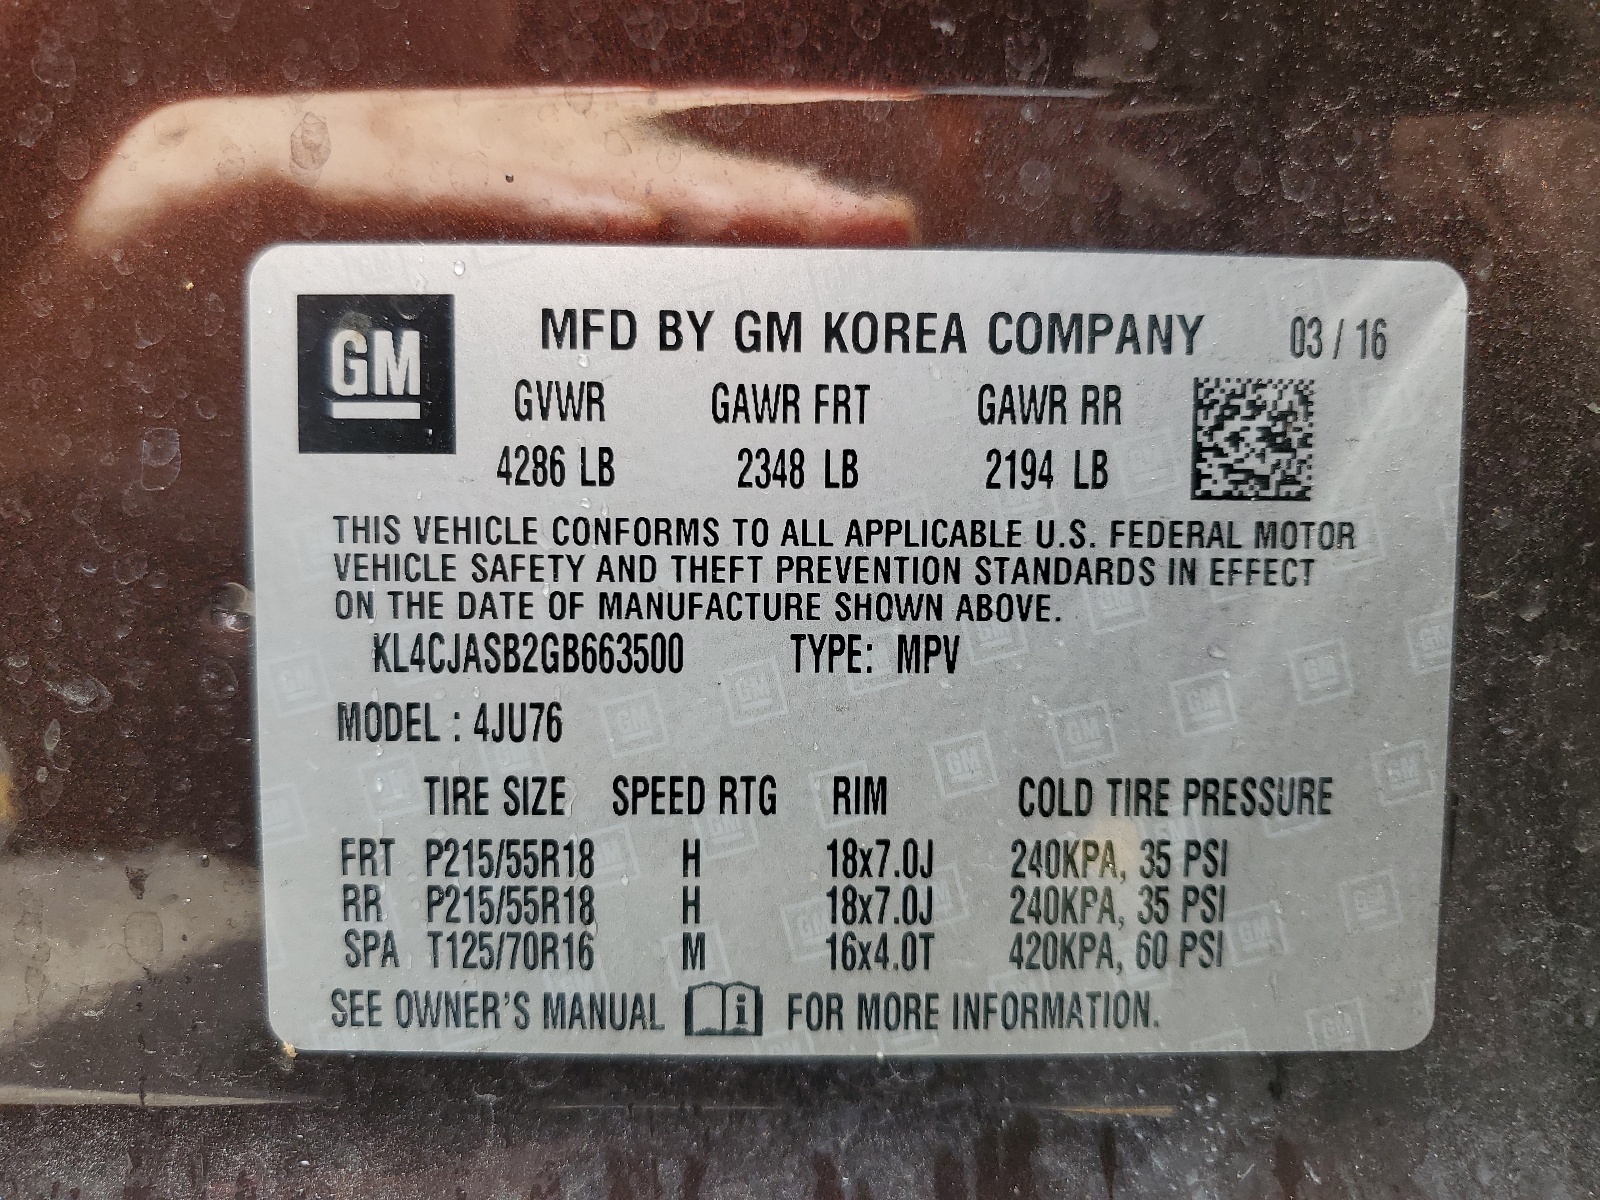 GM
MFD BY GM KOREA COMPANY 03 / 16
GVWR GAWR FRT GAWR RR
4286 LB 2348 LB 2194 LB
THIS VEHICLE CONFORMS TO ALL APPLICABLE U.S. FEDERAL MOTOR
VEHICLE SAFETY AND THEFT PREVENTION STANDARDS IN EFFECT
ON THE DATE OF MANUFACTURE SHOWN ABOVE.
KL4CJASB2GB663500 TYPE: MPV
MODEL : 4JU76
TIRE SIZE SPEED RTG RIM COLD TIRE PRESSURE
FRT P215/55R18 H 18x7.0J 240KPA, 35 PSI
RR P215/55R18 H 18x7.0J 240KPA, 35 PSI
SPA T125/70R16 M 16x4.0T 420KPA, 60 PSI
SEE OWNER'S MANUAL i FOR MORE INFORMATION.